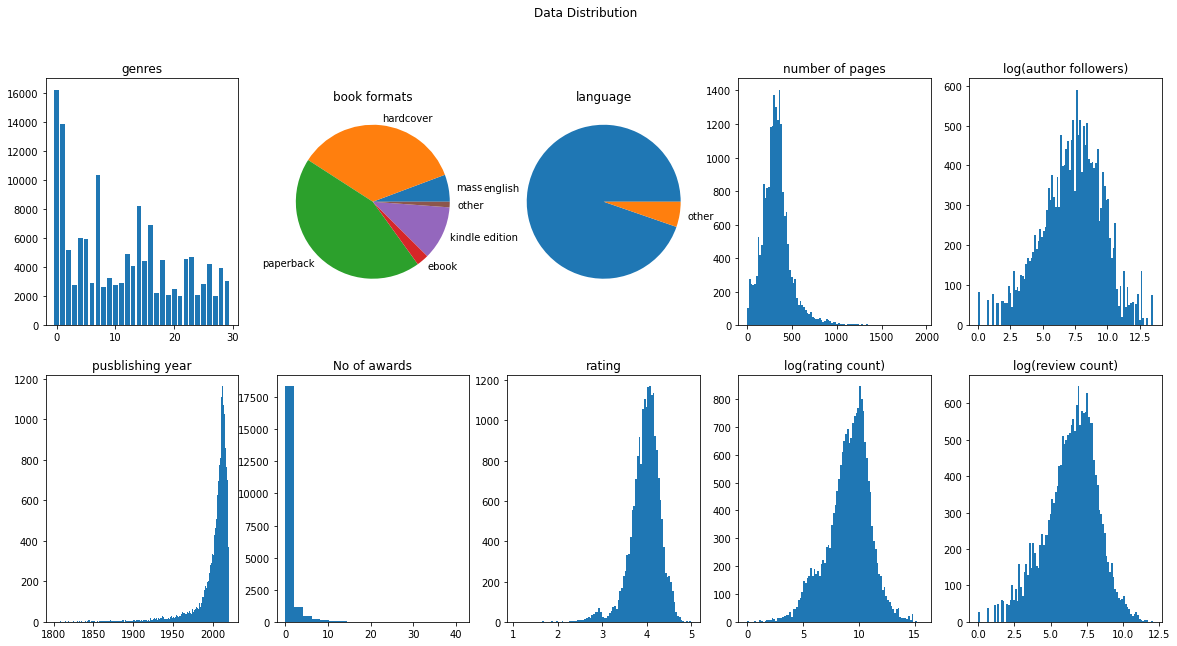 Data Distribution
genres
16000
14000
12000
10000
8000
6000
4000
2000
0
0 10 20 30
book formats
hardcover
mass
other
kindle edition
ebook
paperback
language
english
other
number of pages
1400
1200
1000
800
600
400
200
0
0 500 1000 1500 2000
log(author followers)
600
500
400
300
200
100
0
0.0 2.5 5.0 7.5 10.0 12.5
pusblishing year
1200
1000
800
600
400
200
0
1800 1850 1900 1950 2000
No of awards
17500
15000
12500
10000
7500
5000
2500
0
0 10 20 30 40
rating
1200
1000
800
600
400
200
0
1 2 3 4 5
log(rating count)
800
700
600
500
400
300
200
100
0
0 5 10 15
log(review count)
600
500
400
300
200
100
0
0.0 2.5 5.0 7.5 10.0 12.5